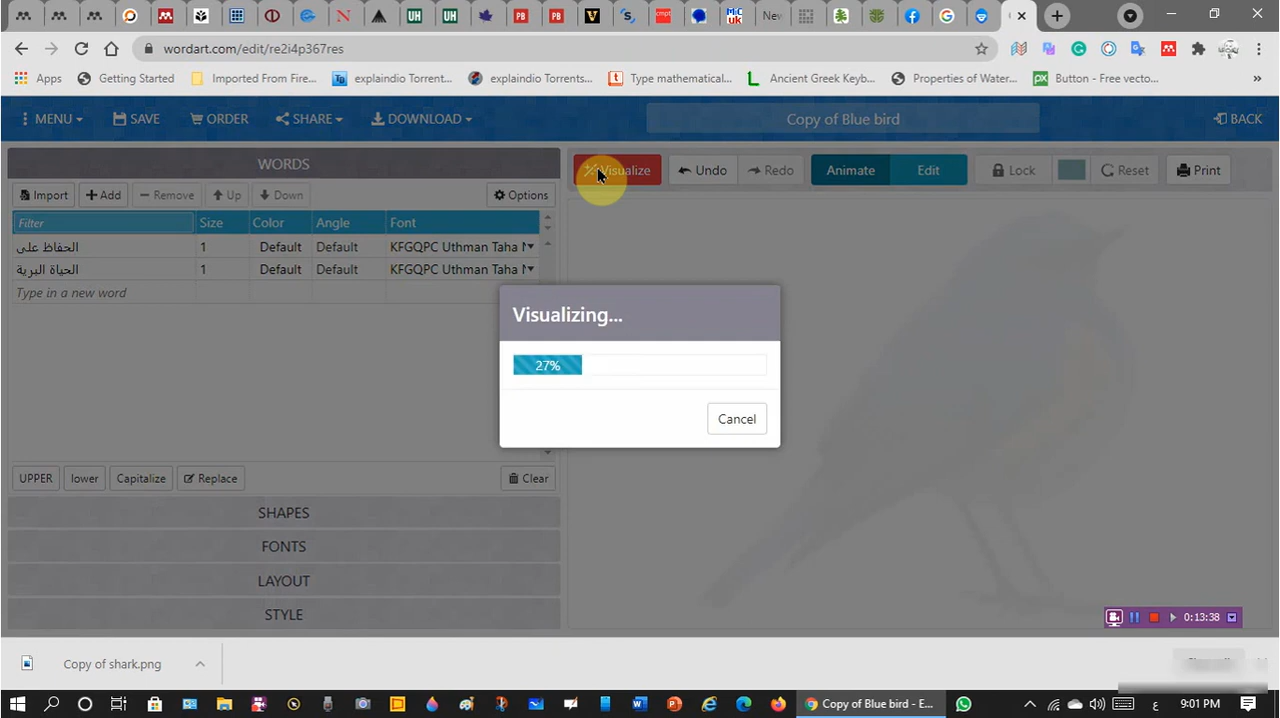 New
wordart.com/edit/re2i4p367res
Apps Getting Started Imported From Fire... explaindio Torrent... explaindio Torrents... Type mathematical... Ancient Greek Keyb... Properties of Water... Button - Free vecto... »
MENU SAVE ORDER SHARE DOWNLOAD Copy of Blue bird BACK
WORDS
Visualize Undo Redo Animate Edit Lock Reset Print
Import Add Remove Up Down Options
Filter Size Color Angle Font
الحفاظ على 1 Default Default KFGQPC Uthman Taha N
الحياة البرية 1 Default Default KFGQPC Uthman Taha N
Type in a new word
Visualizing...
27%
Cancel
UPPER lower Capitalize Replace Clear
SHAPES
FONTS
LAYOUT
STYLE
0:13:38
Copy of shark.png
Copy of Blue bird - E... ع 9:01 PM